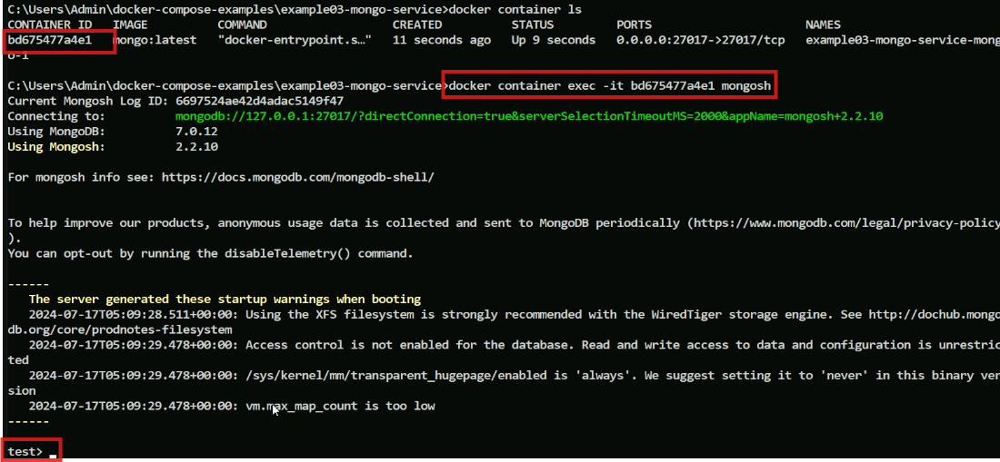 C:\Users\Admin\docker-compose-examples\example03-mongo-service>docker container ls
CONTAINER ID   IMAGE          COMMAND                  CREATED          STATUS         PORTS                      NAMES
bd675477a4e1   mongo:latest   "docker-entrypoint.s…"   11 seconds ago   Up 9 seconds   0.0.0.0:27017->27017/tcp   example03-mongo-service-mong
o-1
C:\Users\Admin\docker-compose-examples\example03-mongo-service>docker container exec -it bd675477a4e1 mongosh
Current Mongosh Log ID: 6697524ae42d4adac5149f47
Connecting to:          mongodb://127.0.0.1:27017/?directConnection=true&serverSelectionTimeoutMS=2000&appName=mongosh+2.2.10
Using MongoDB:          7.0.12
Using Mongosh:          2.2.10
For mongosh info see: https://docs.mongodb.com/mongodb-shell/
To help improve our products, anonymous usage data is collected and sent to MongoDB periodically (https://www.mongodb.com/legal/privacy-policy
).
You can opt-out by running the disableTelemetry() command.
------
   The server generated these startup warnings when booting
   2024-07-17T05:09:28.511+00:00: Using the XFS filesystem is strongly recommended with the WiredTiger storage engine. See http://dochub.mongo
db.org/core/prodnotes-filesystem
   2024-07-17T05:09:29.478+00:00: Access control is not enabled for the database. Read and write access to data and configuration is unrestric
ted
   2024-07-17T05:09:29.478+00:00: /sys/kernel/mm/transparent_hugepage/enabled is 'always'. We suggest setting it to 'never' in this binary ver
sion
   2024-07-17T05:09:29.478+00:00: vm.max_map_count is too low
------
test>